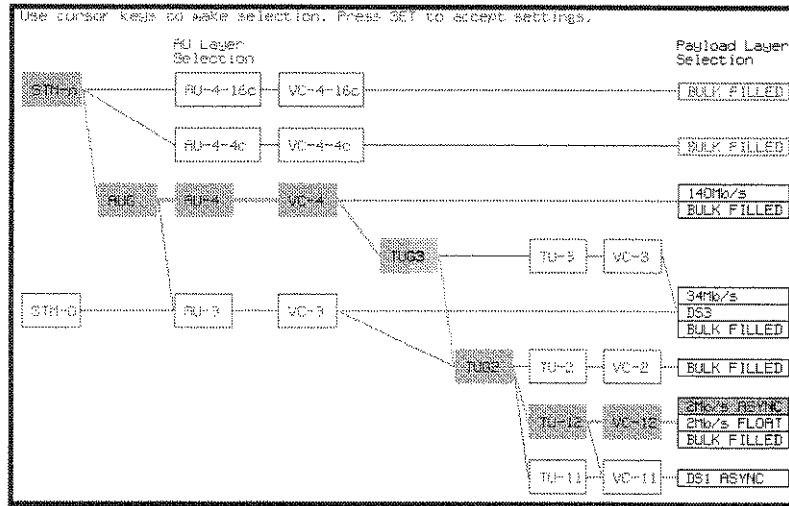 Use cursor keys to make selection. Press SET to accept settings.
AU Layer
Selection
Payload Layer
Selection
STM-n
AU-4-16c
VC-4-16c
BULK FILLED
AU-4-4c
VC-4-4c
BULK FILLED
AUG
AU-4
VC-4
140Mb/s
BULK FILLED
TUG3
TU-3
VC-3
STM-0
AU-3
VC-3
34Mb/s
DS3
BULK FILLED
TUG2
TU-2
VC-2
BULK FILLED
TU-12
VC-12
2Mb/s ASYNC
2Mb/s FLOAT
BULK FILLED
TU-11
VC-11
DS1 ASYNC